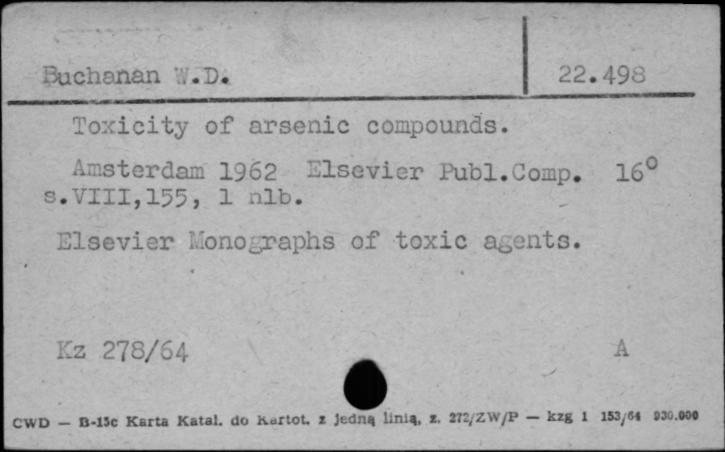 Buchanan W.D. 22.498
Toxicity of arsenic compounds.
Amsterdam 1962 Elsevier Publ.Comp. 16°
s.VIII,155, 1 nlb.
Elsevier Monographs of toxic agents.
Kz 278/64 A
CWD — B-15c Karta Katal. do Kartot. z jedną linią, z. 272/ZW/P — kzg 1 153/64 930.000